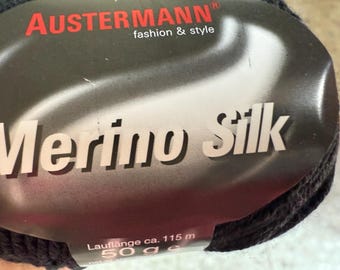 AUSTERMANN®
fashion & style
Merino Silk
Lauflänge ca. 115 m
50 g e